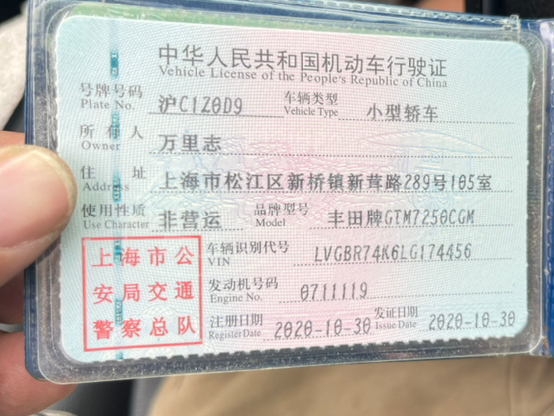 中华人民共和国机动车行驶证
Vehicle License of the People's Republic of China
号牌号码 Plate No. 沪C1Z0D9 车辆类型 Vehicle Type 小型轿车
所有人 Owner 万里志
住址 Address 上海市松江区新桥镇新茸路289号105室
使用性质 Use Character 非营运 品牌型号 Model 丰田牌GTM7250CGM
车辆识别代号 VIN LVGBR74K6LG174456
发动机号码 Engine No. 0711119
注册日期 Register Date 2020-10-30 发证日期 Issue Date 2020-10-30
上海市公
安局交通
警察总队